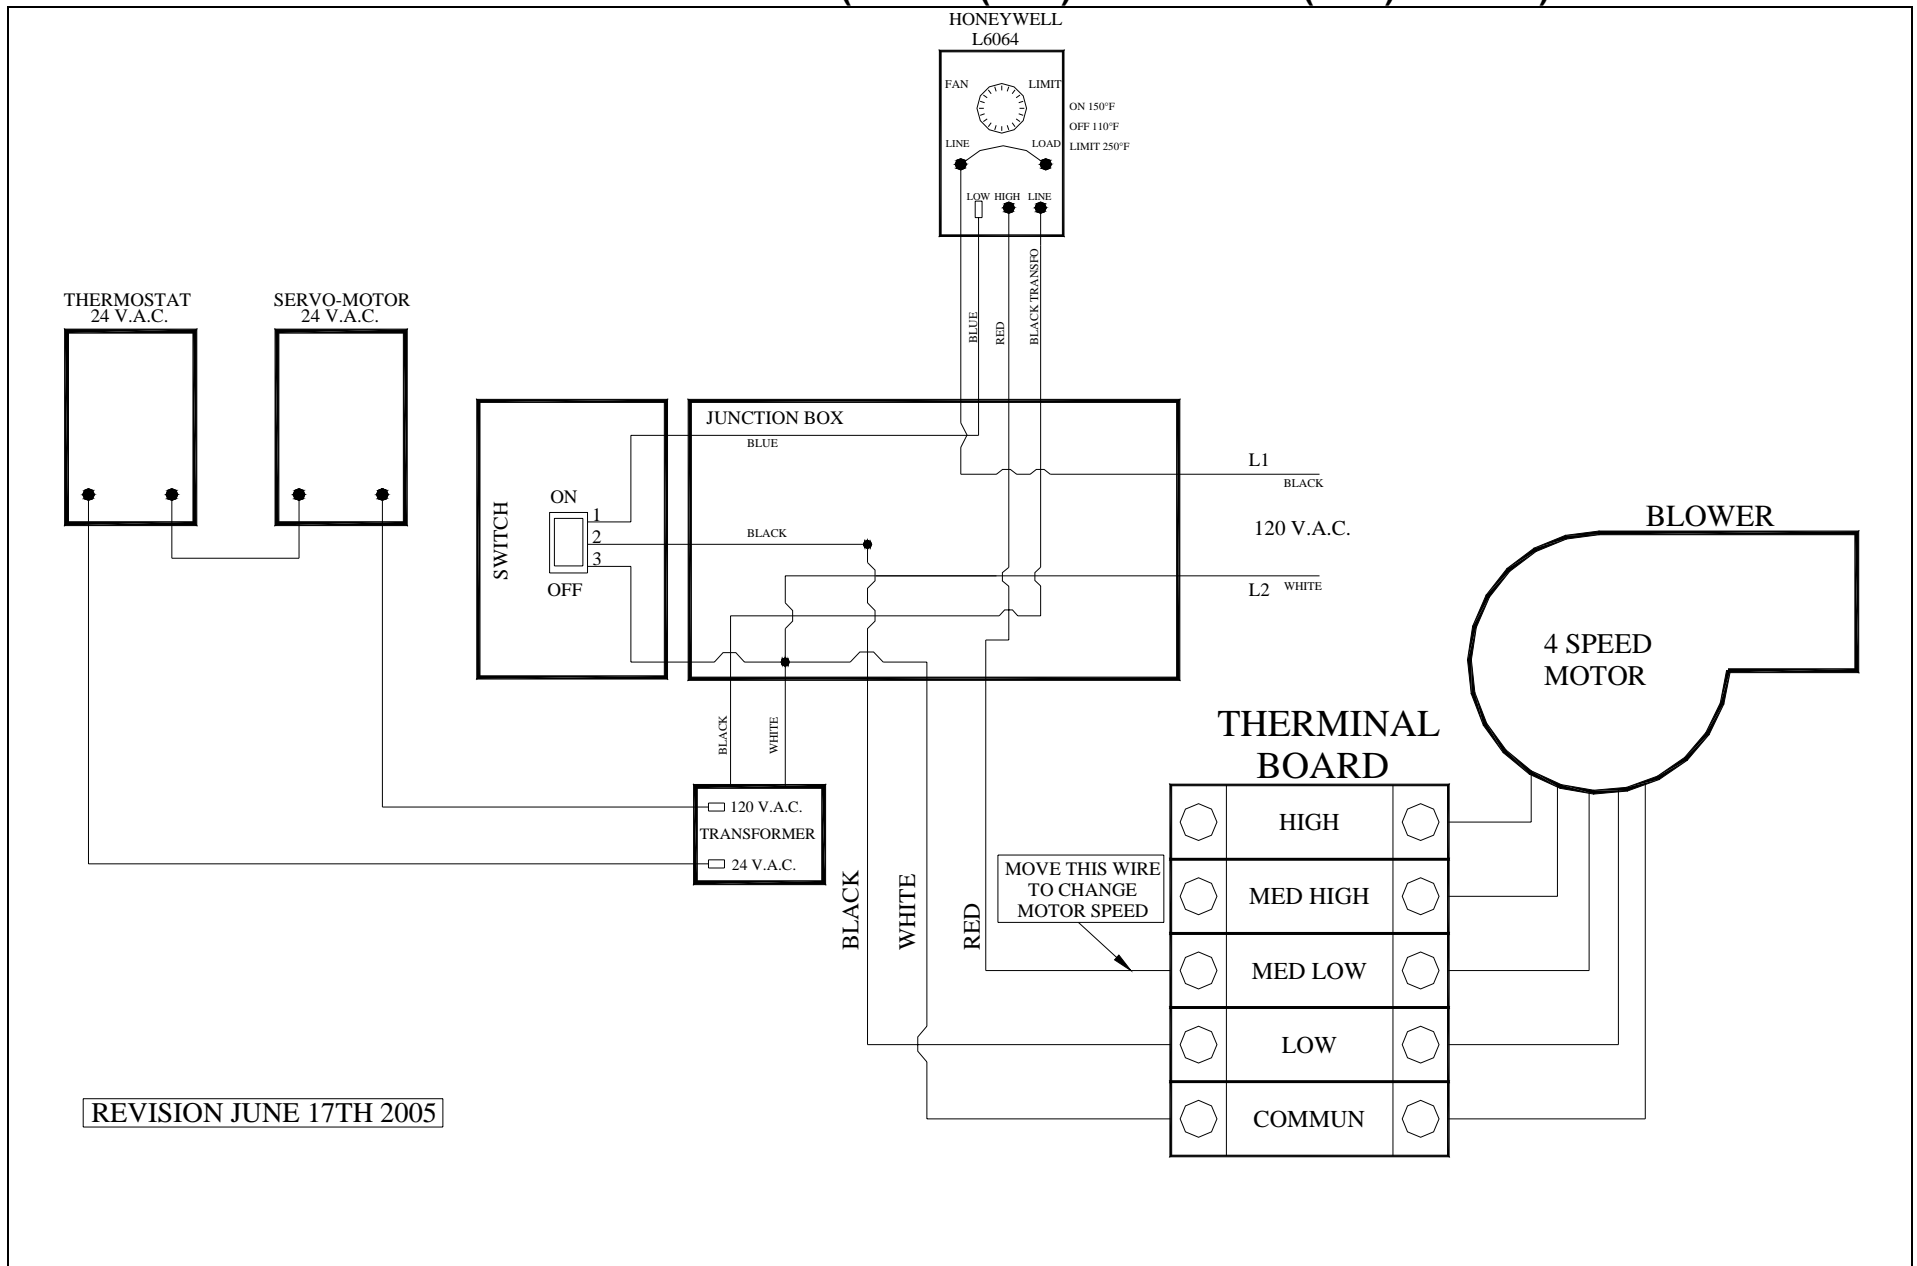 HONEYWELL
L6064
FAN
LIMIT
ON 150°F
OFF 110°F
LIMIT 250°F
LINE
LOAD
LOW
HIGH
LINE
BLUE
RED
BLACK TRANSFO
THERMOSTAT
24 V.A.C.
SERVO-MOTOR
24 V.A.C.
SWITCH
ON
1
2
3
OFF
JUNCTION BOX
BLUE
BLACK
L1
BLACK
120 V.A.C.
L2
WHITE
BLOWER
4 SPEED
MOTOR
BLACK
WHITE
120 V.A.C.
TRANSFORMER
24 V.A.C.
BLACK
WHITE
RED
MOVE THIS WIRE
TO CHANGE
MOTOR SPEED
THERMINAL
BOARD
HIGH
MED HIGH
MED LOW
LOW
COMMUN
REVISION JUNE 17TH 2005